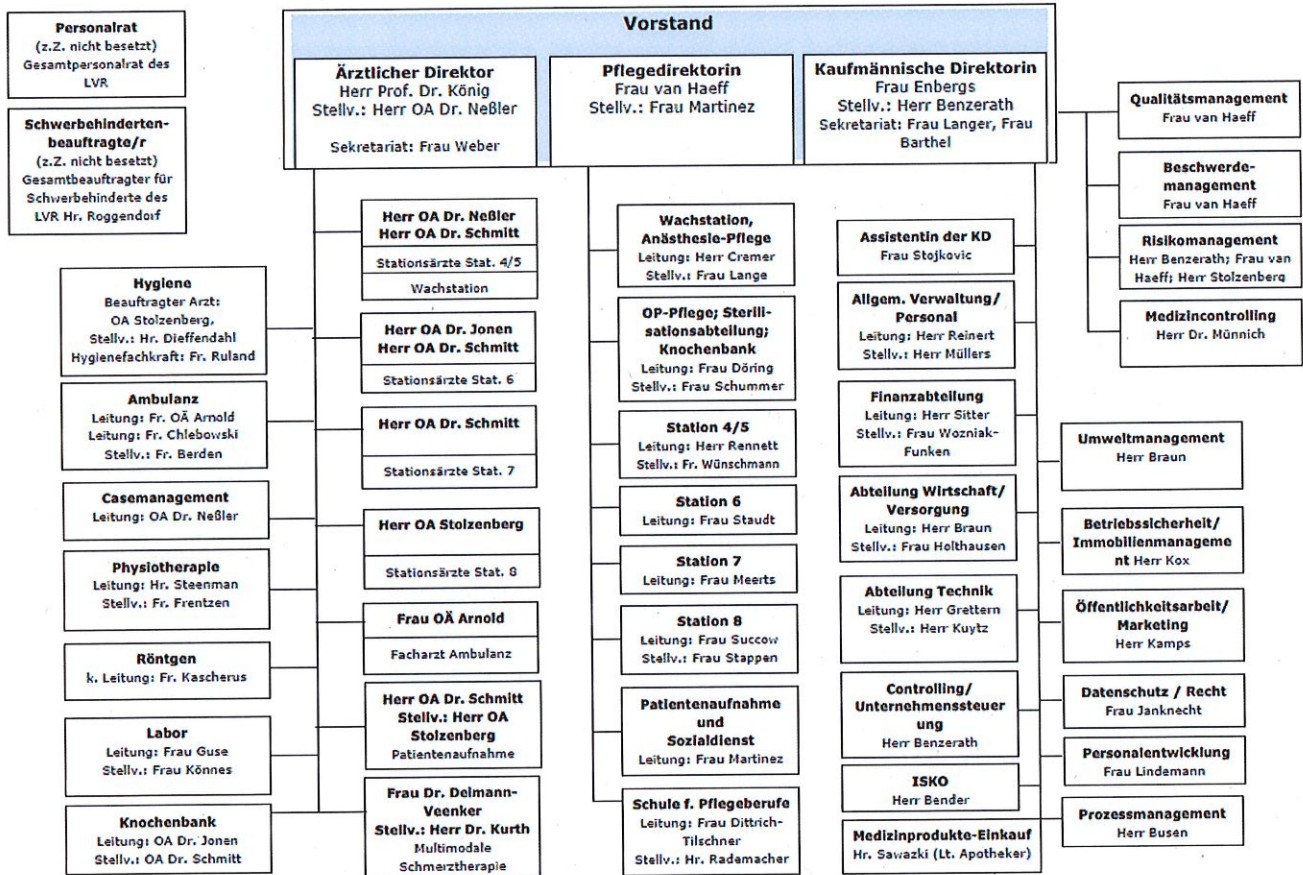 Personalrat
(z.Z. nicht besetzt)
Gesamtpersonalrat des
LVR
Schwerbehinderten-
beauftragte/r
(z.Z. nicht besetzt)
Gesamtbeauftragter für
Schwerbehinderte des
LVR Hr. Roggendorf
Vorstand
Ärztlicher Direktor
Herr Prof. Dr. König
Stellv.: Herr OA Dr. Neßler
Sekretariat: Frau Weber
Pflegedirektorin
Frau van Haeff
Stellv.: Frau Martinez
Kaufmännische Direktorin
Frau Enbergs
Stellv.: Herr Benzerath
Sekretariat: Frau Langer, Frau
Barthel
Qualitätsmanagement
Frau van Haeff
Beschwerde-
management
Frau van Haeff
Risikomanagement
Herr Benzerath; Frau van
Haeff; Herr Stolzenberg
Medizincontrolling
Herr Dr. Münnich
Hygiene
Beauftragter Arzt:
OA Stolzenberg,
Stellv.: Hr. Dieffendahl
Hygienefachkraft: Fr. Ruland
Ambulanz
Leitung: Fr. OÄ Arnold
Leitung: Fr. Chlebowski
Stellv.: Fr. Berden
Casemanagement
Leitung: OA Dr. Neßler
Physiotherapie
Leitung: Hr. Steenman
Stellv.: Fr. Frentzen
Röntgen
k. Leitung: Fr. Kascherus
Labor
Leitung: Frau Guse
Stellv.: Frau Könnes
Knochenbank
Leitung: OA Dr. Jonen
Stellv.: OA Dr. Schmitt
Herr OA Dr. Neßler
Herr OA Dr. Schmitt
Stationsärzte Stat. 4/5
Wachstation
Herr OA Dr. Jonen
Herr OA Dr. Schmitt
Stationsärzte Stat. 6
Herr OA Dr. Schmitt
Stationsärzte Stat. 7
Herr OA Stolzenberg
Stationsärzte Stat. 8
Frau OÄ Arnold
Facharzt Ambulanz
Herr OA Dr. Schmitt
Stellv.: Herr OA
Stolzenberg
Patientenaufnahme
Frau Dr. Deimann-
Veenker
Stellv.: Herr Dr. Kurth
Multimodale
Schmerztherapie
Wachstation,
Anästhesie-Pflege
Leitung: Herr Cremer
Stellv.: Frau Lange
OP-Pflege; Sterili-
sationsabteilung;
Knochenbank
Leitung: Frau Döring
Stellv.: Frau Schummer
Station 4/5
Leitung: Herr Rennett
Stellv.: Fr. Wünschmann
Station 6
Leitung: Frau Staudt
Station 7
Leitung: Frau Meerts
Station 8
Leitung: Frau Succow
Stellv.: Frau Stappen
Patientenaufnahme
und
Sozialdienst
Leitung: Frau Martinez
Schule f. Pflegeberufe
Leitung: Frau Dittrich-
Tilschner
Stellv.: Hr. Rademacher
Assistentin der KD
Frau Stojkovic
Allgem. Verwaltung/
Personal
Leitung: Herr Reinert
Stellv.: Herr Müllers
Finanzabteilung
Leitung: Herr Sitter
Stellv.: Frau Wozniak-
Funken
Abteilung Wirtschaft/
Versorgung
Leitung: Herr Braun
Stellv.: Frau Holthausen
Abteilung Technik
Leitung: Herr Grettern
Stellv.: Herr Kuytz
Controlling/
Unternehmenssteuer
ung
Herr Benzerath
ISKO
Herr Bender
Medizinprodukte-Einkauf
Hr. Sawazki (Lt. Apotheker)
Umweltmanagement
Herr Braun
Betriebssicherheit/
Immobilienmanageme
nt Herr Kox
Öffentlichkeitsarbeit/
Marketing
Herr Kamps
Datenschutz / Recht
Frau Janknecht
Personalentwicklung
Frau Lindemann
Prozessmanagement
Herr Busen